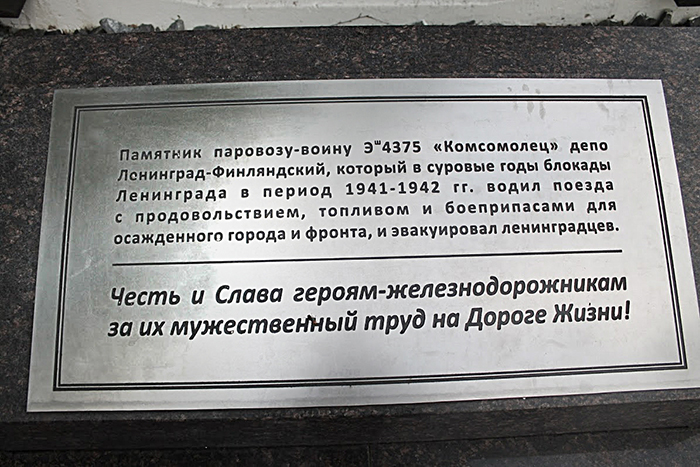 Памятник паровозу-воину Эш4375 «Комсомолец» депо
Ленинград-Финляндский, который в суровые годы блокады
Ленинграда в период 1941-1942 гг. водил поезда
с продовольствием, топливом и боеприпасами для
осажденного города и фронта, и эвакуировал ленинградцев.
Честь и Слава героям-железнодорожникам
за их мужественный труд на Дороге Жизни!